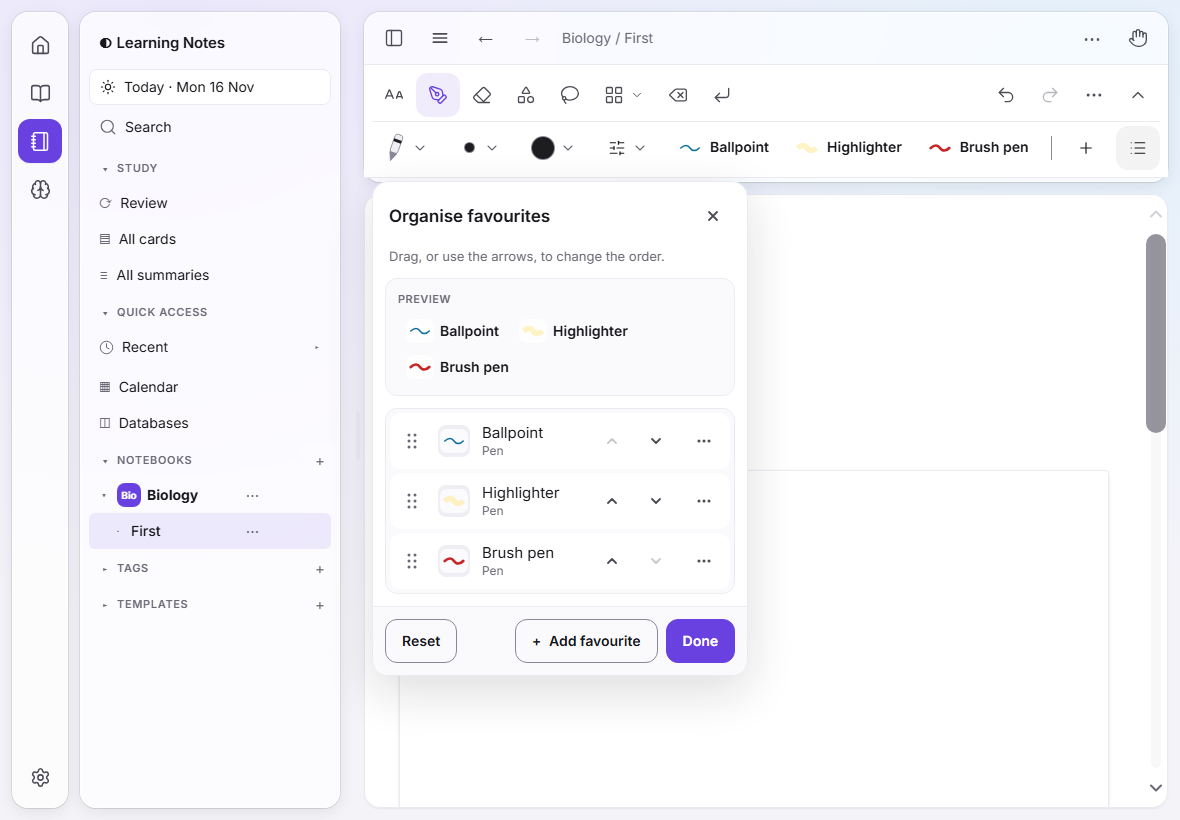 Learning Notes
Today · Mon 16 Nov
Search
STUDY
Review
All cards
All summaries
QUICK ACCESS
Recent
Calendar
Databases
NOTEBOOKS
Bio Biology
First
TAGS
TEMPLATES
Biology / First
AA
Ballpoint Highlighter Brush pen
Organise favourites
Drag, or use the arrows, to change the order.
PREVIEW
Ballpoint Highlighter
Brush pen
Ballpoint
Pen
Highlighter
Pen
Brush pen
Pen
Reset + Add favourite Done